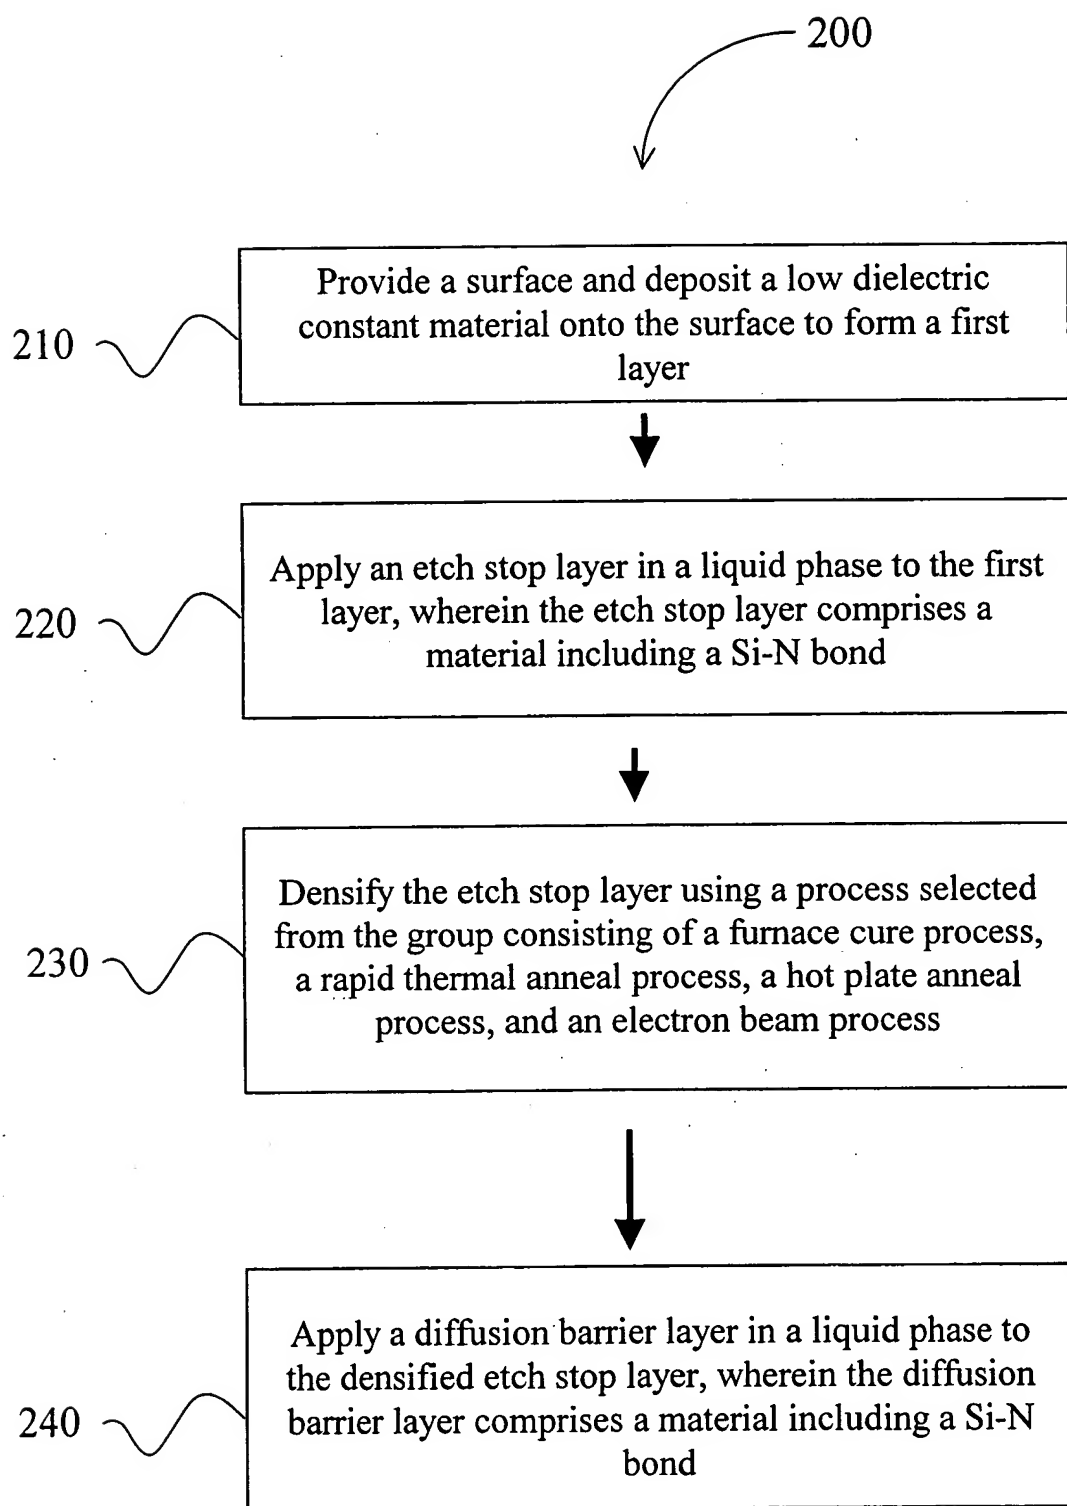 200
210
Provide a surface and deposit a low dielectric
constant material onto the surface to form a first
layer
220
Apply an etch stop layer in a liquid phase to the first
layer, wherein the etch stop layer comprises a
material including a Si-N bond
230
Densify the etch stop layer using a process selected
from the group consisting of a furnace cure process,
a rapid thermal anneal process, a hot plate anneal
process, and an electron beam process
240
Apply a diffusion barrier layer in a liquid phase to
the densified etch stop layer, wherein the diffusion
barrier layer comprises a material including a Si-N
bond